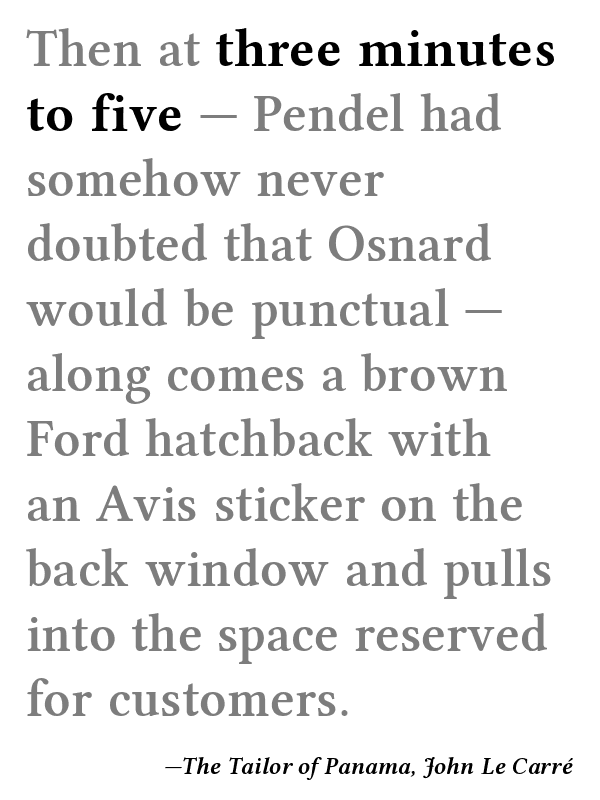 Then at three minutes
to five — Pendel had
somehow never
doubted that Osnard
would be punctual —
along comes a brown
Ford hatchback with
an Avis sticker on the
back window and pulls
into the space reserved
for customers.
—The Tailor of Panama, John Le Carré